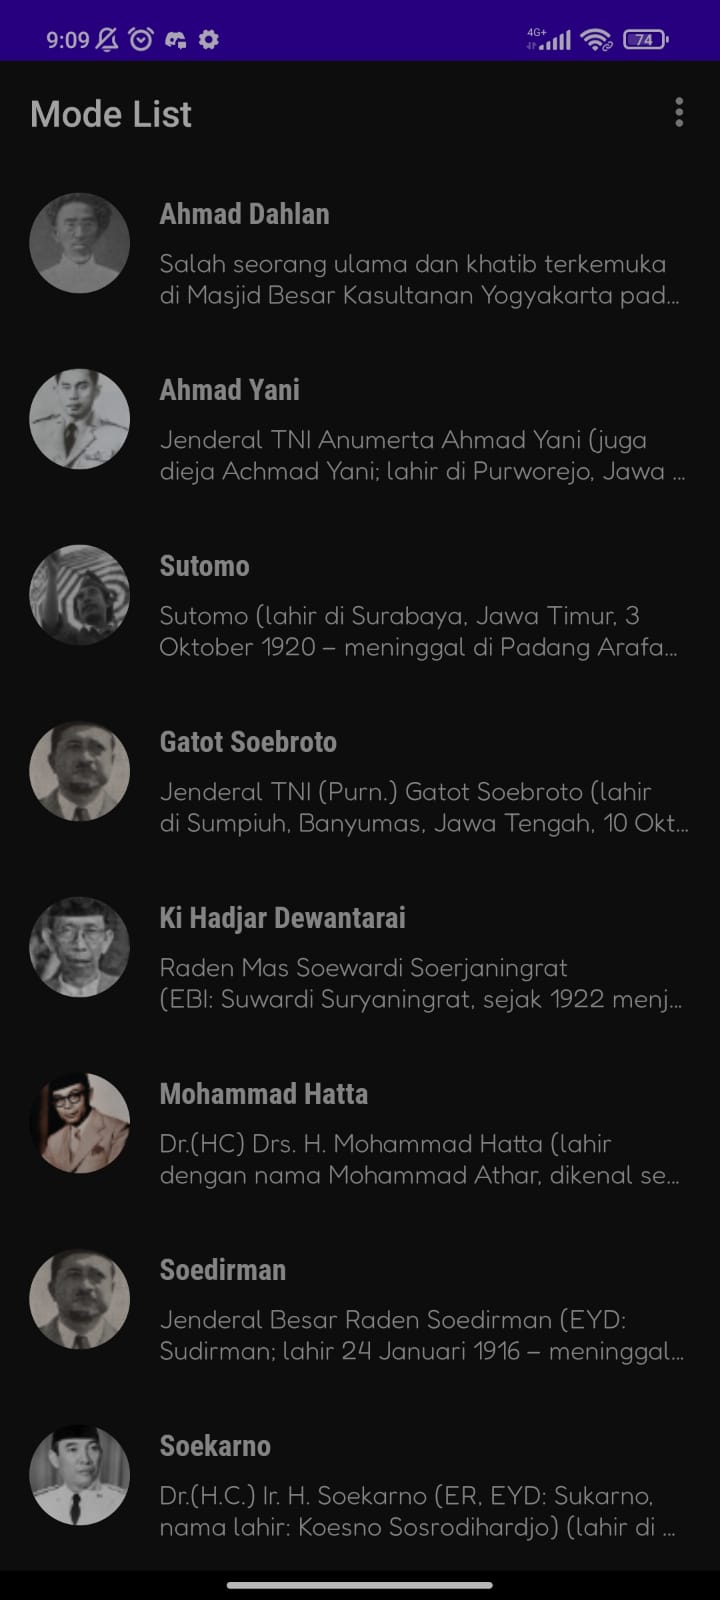 9:09
4G+
74
Mode List
Ahmad Dahlan
Salah seorang ulama dan khatib terkemuka
di Masjid Besar Kasultanan Yogyakarta pad...
Ahmad Yani
Jenderal TNI Anumerta Ahmad Yani (juga
dieja Achmad Yani; lahir di Purworejo, Jawa ...
Sutomo
Sutomo (lahir di Surabaya, Jawa Timur, 3
Oktober 1920 – meninggal di Padang Arafa...
Gatot Soebroto
Jenderal TNI (Purn.) Gatot Soebroto (lahir
di Sumpiuh, Banyumas, Jawa Tengah, 10 Okt...
Ki Hadjar Dewantarai
Raden Mas Soewardi Soerjaningrat
(EBI: Suwardi Suryaningrat, sejak 1922 menj...
Mohammad Hatta
Dr.(HC) Drs. H. Mohammad Hatta (lahir
dengan nama Mohammad Athar, dikenal se...
Soedirman
Jenderal Besar Raden Soedirman (EYD:
Sudirman; lahir 24 Januari 1916 – meninggal...
Soekarno
Dr.(H.C.) Ir. H. Soekarno (ER, EYD: Sukarno,
nama lahir: Koesno Sosrodihardjo) (lahir di ...